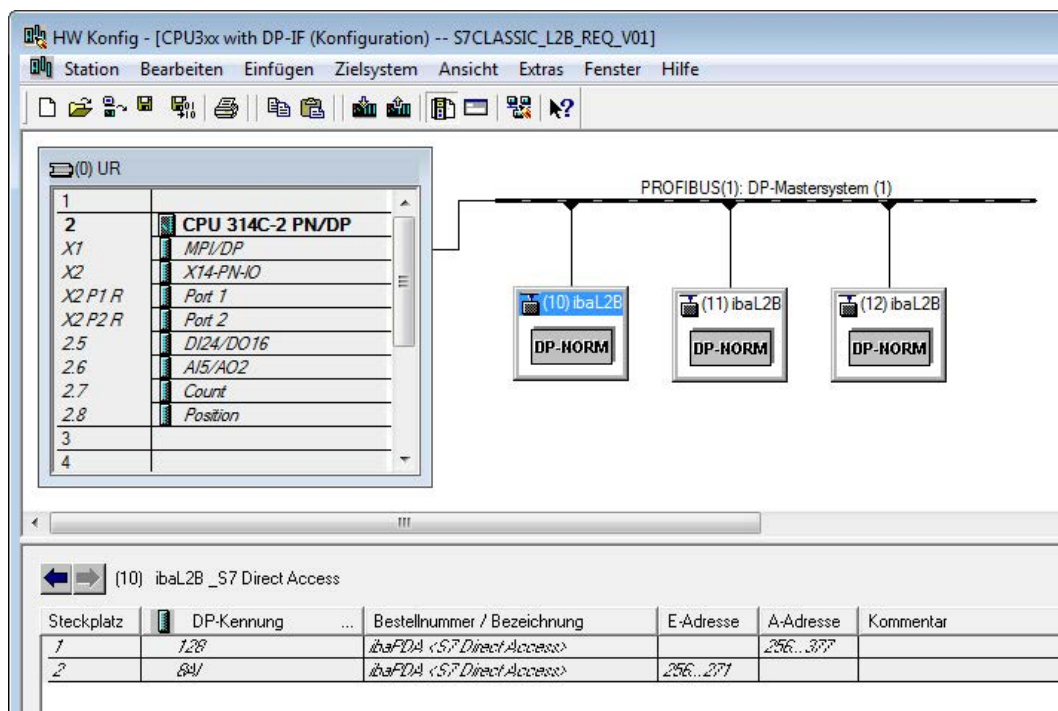 HW Konfig - [CPU3xx with DP-IF (Konfiguration) -- S7CLASSIC_L2B_REQ_V01]
Station Bearbeiten Einfügen Zielsystem Ansicht Extras Fenster Hilfe
(0) UR
1
2 CPU 314C-2 PN/DP
X1 MPI/DP
X2 X14-PN-IO
X2 P1 R Port 1
X2 P2 R Port 2
2.5 DI24/DO16
2.6 AI5/AO2
2.7 Count
2.8 Position
3
4
PROFIBUS(1): DP-Mastersystem (1)
(10) ibaL2B (11) ibaL2B (12) ibaL2B
DP-NORM DP-NORM DP-NORM
(10) ibaL2B _S7 Direct Access
Steckplatz DP-Kennung ... Bestellnummer / Bezeichnung E-Adresse A-Adresse Kommentar
1 128 ibaPDA <S7 Direct Access> 256...377
2 8AI ibaPDA <S7 Direct Access> 256...271